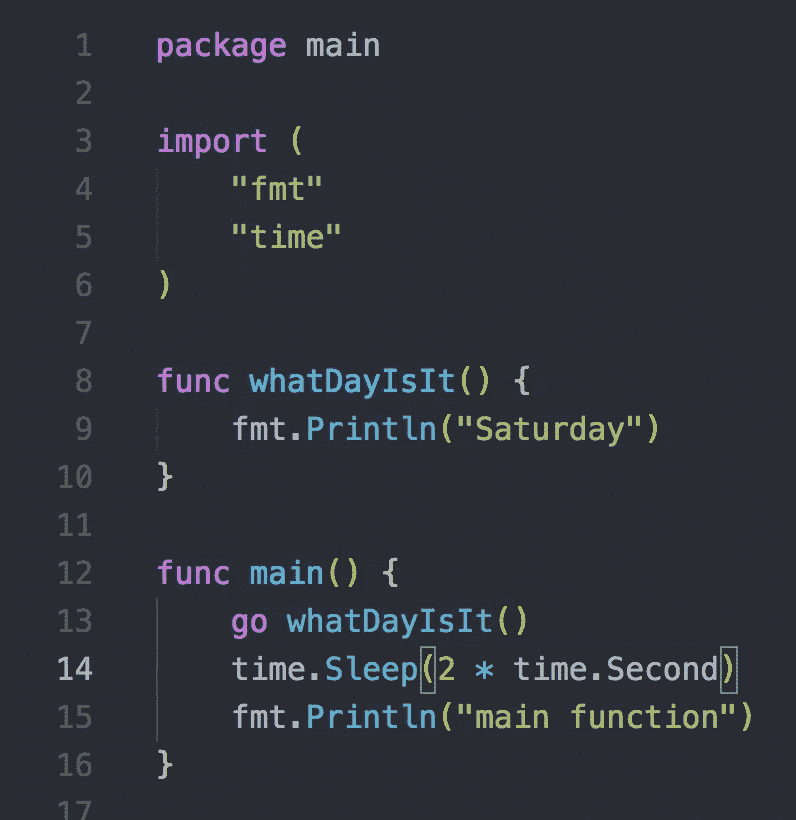 1 package main
2
3 import (
4 "fmt"
5 "time"
6 )
7
8 func whatDayIsIt() {
9 fmt.Println("Saturday")
10 }
11
12 func main() {
13 go whatDayIsIt()
14 time.Sleep(2 * time.Second)
15 fmt.Println("main function")
16 }
17